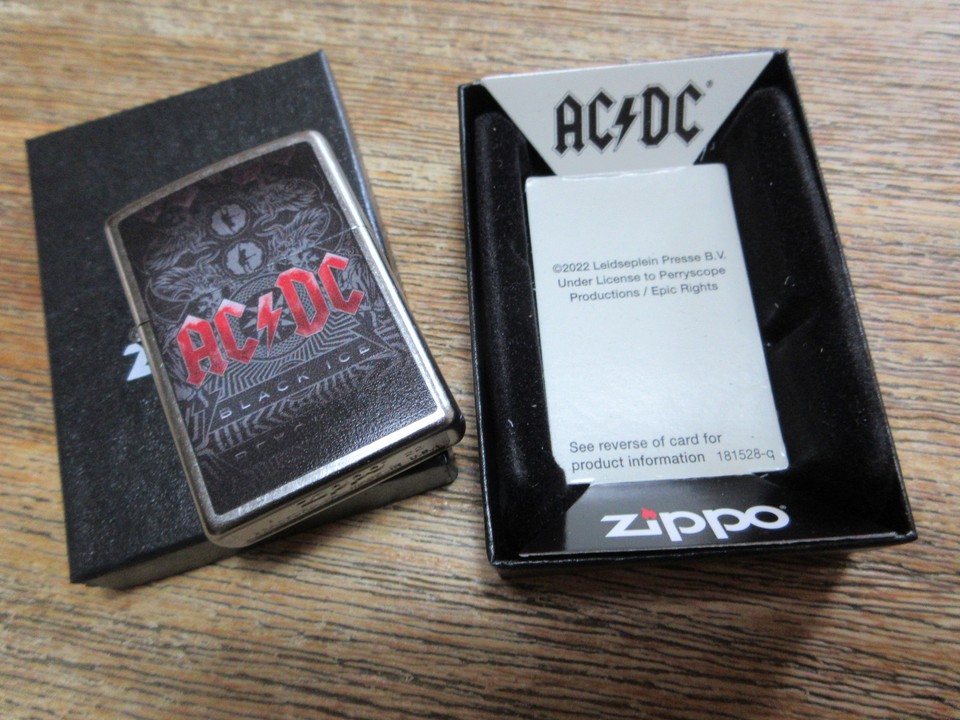 AC DC
BLACK ICE
AC DC®
©2022 Leidseplein Presse B.V.
Under License to Perryscope
Productions / Epic Rights
See reverse of card for
product information 181528-q
zippo®